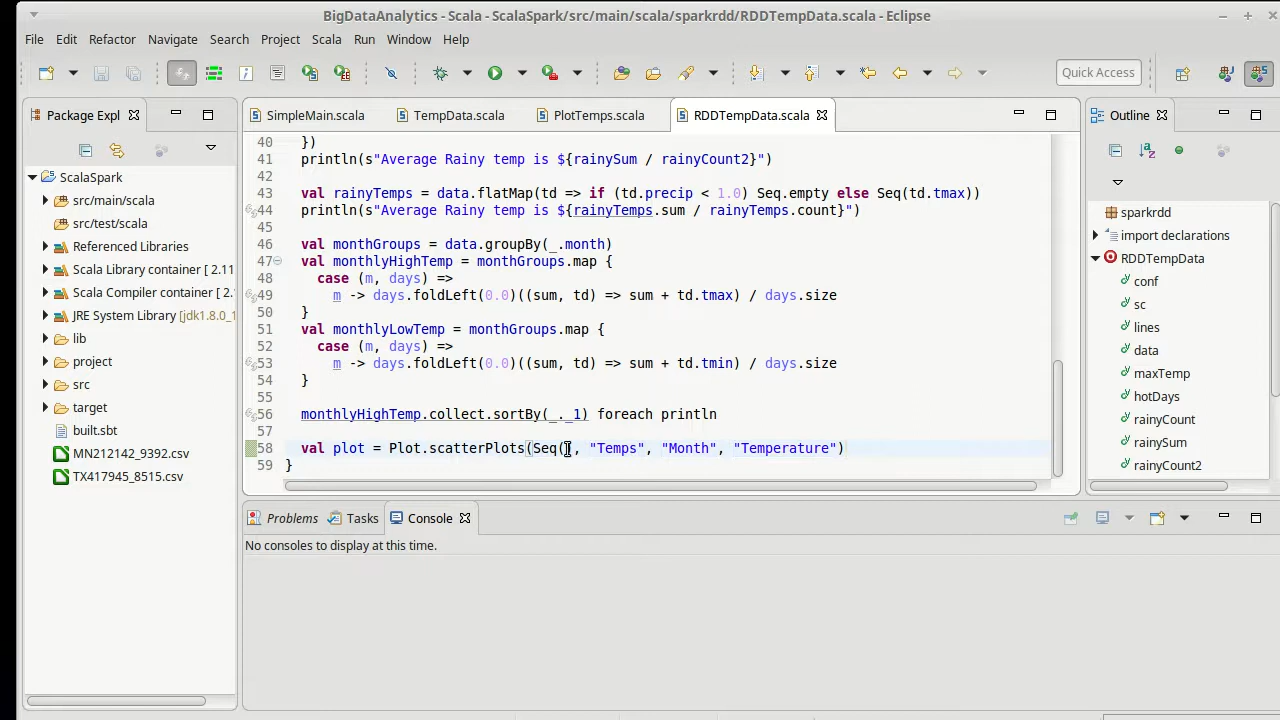 BigDataAnalytics - Scala - ScalaSpark/src/main/scala/sparkrdd/RDDTempData.scala - Eclipse
File Edit Refactor Navigate Search Project Scala Run Window Help
Quick Access
Package Expl
SimpleMain.scala TempData.scala PlotTemps.scala RDDTempData.scala
Outline
ScalaSpark
src/main/scala
src/test/scala
Referenced Libraries
Scala Library container [ 2.11
Scala Compiler container [ 2.
JRE System Library [jdk1.8.0_1
lib
project
src
target
built.sbt
MN212142_9392.csv
TX417945_8515.csv
40 })
41 println(s"Average Rainy temp is ${rainySum / rainyCount2}")
42
43 val rainyTemps = data.flatMap(td => if (td.precip < 1.0) Seq.empty else Seq(td.tmax))
44 println(s"Average Rainy temp is ${rainyTemps.sum / rainyTemps.count}")
45
46 val monthGroups = data.groupBy(_.month)
47 val monthlyHighTemp = monthGroups.map {
48 case (m, days) =>
49 m -> days.foldLeft(0.0)((sum, td) => sum + td.tmax) / days.size
50 }
51 val monthlyLowTemp = monthGroups.map {
52 case (m, days) =>
53 m -> days.foldLeft(0.0)((sum, td) => sum + td.tmin) / days.size
54 }
55
56 monthlyHighTemp.collect.sortBy(_._1) foreach println
57
58 val plot = Plot.scatterPlots(Seq(), "Temps", "Month", "Temperature")
59 }
sparkrdd
import declarations
RDDTempData
conf
sc
lines
data
maxTemp
hotDays
rainyCount
rainySum
rainyCount2
Problems Tasks Console
No consoles to display at this time.